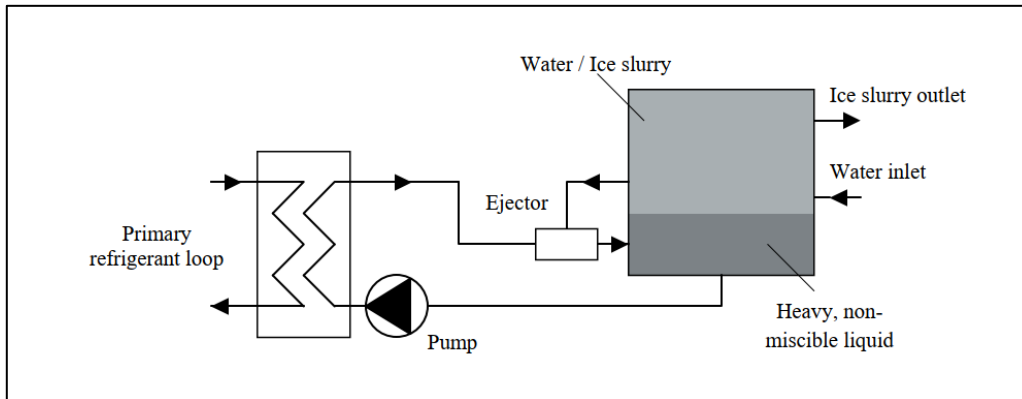 Water / Ice slurry
Ice slurry outlet
Water inlet
Ejector
Primary
refrigerant loop
Pump
Heavy, non-
miscible liquid